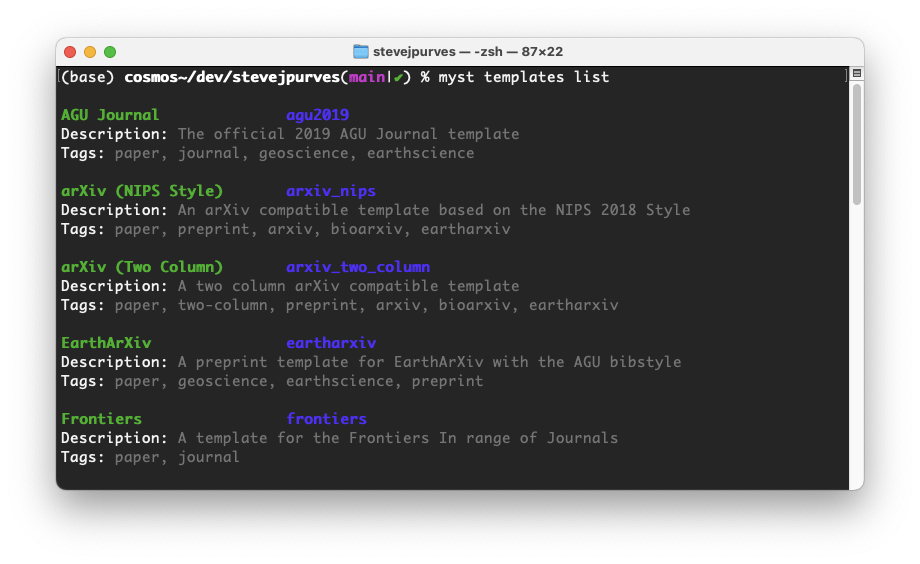 stevejpurves — -zsh — 87×22
[(base) cosmos~/dev/stevejpurves(main|✔) % myst templates list ]
AGU Journal agu2019
Description: The official 2019 AGU Journal template
Tags: paper, journal, geoscience, earthscience
arXiv (NIPS Style) arxiv_nips
Description: An arXiv compatible template based on the NIPS 2018 Style
Tags: paper, preprint, arxiv, bioarxiv, eartharxiv
arXiv (Two Column) arxiv_two_column
Description: A two column arXiv compatible template
Tags: paper, two-column, preprint, arxiv, bioarxiv, eartharxiv
EarthArXiv eartharxiv
Description: A preprint template for EarthArXiv with the AGU bibstyle
Tags: paper, geoscience, earthscience, preprint
Frontiers frontiers
Description: A template for the Frontiers In range of Journals
Tags: paper, journal